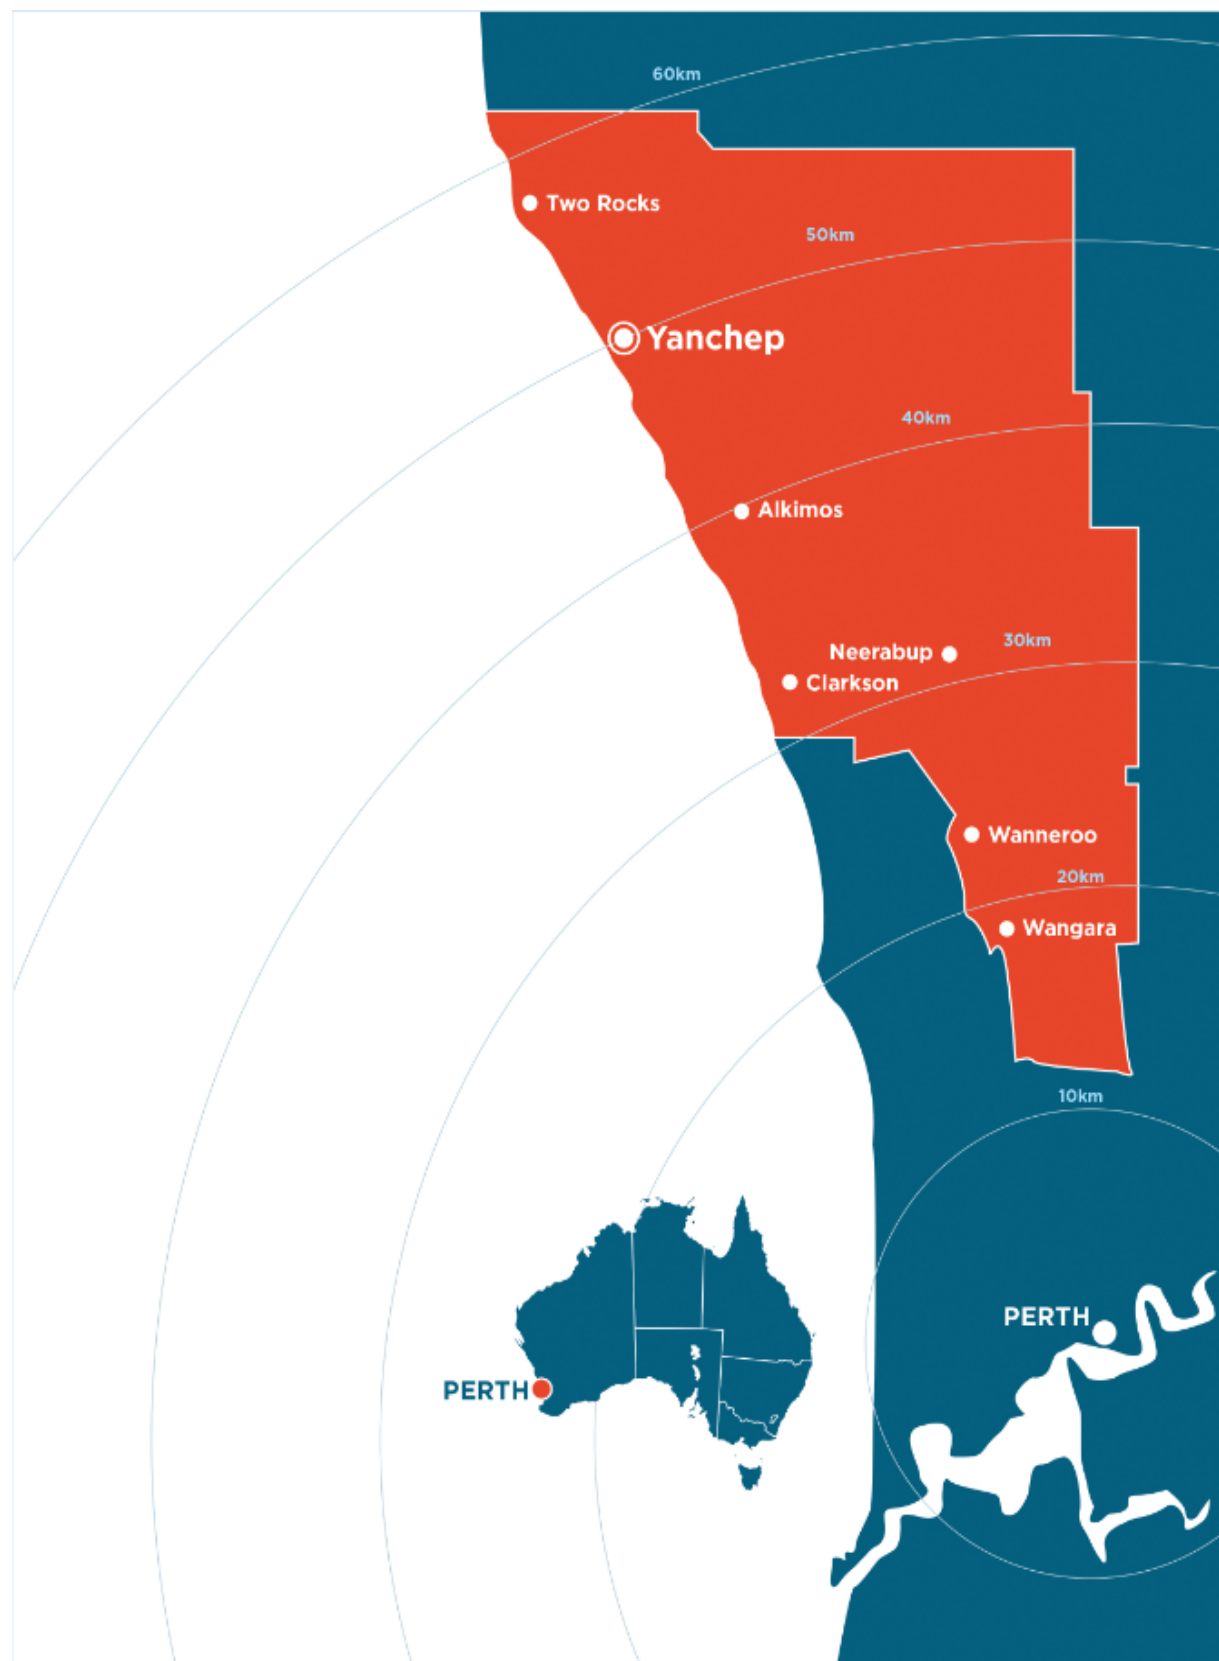 60km
Two Rocks
50km
Yanchep
40km
Alkimos
30km
Neerabup
Clarkson
Wanneroo
20km
Wangara
10km
PERTH
PERTH